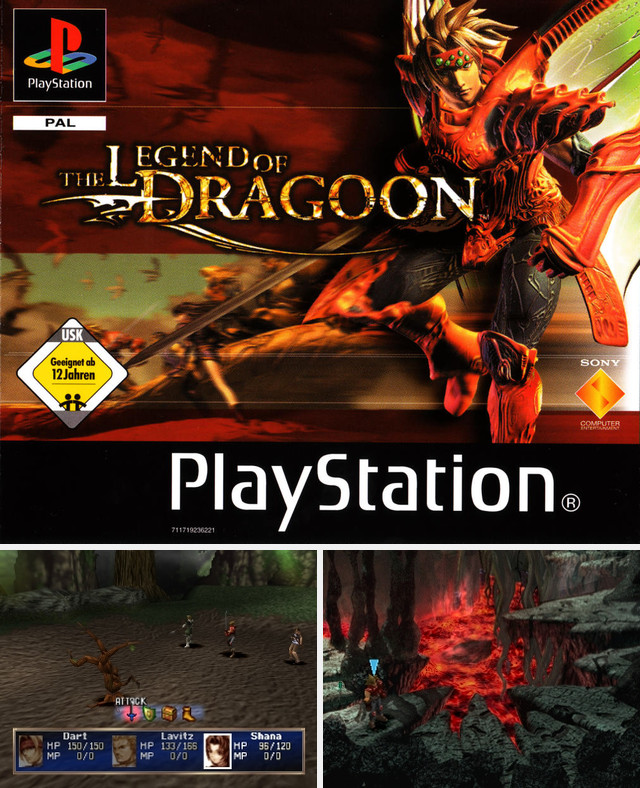 PlayStation
PAL
THE LEGEND OF
DRAGOON
USK
Geeignet ab
12 Jahren
SONY
COMPUTER
ENTERTAINMENT
PlayStation®
711719236221
ATTACK
Dart Lavitz Shana
HP 150/150 HP 133/166 HP 96/120
MP 0/0 MP 0/0 MP 0/0